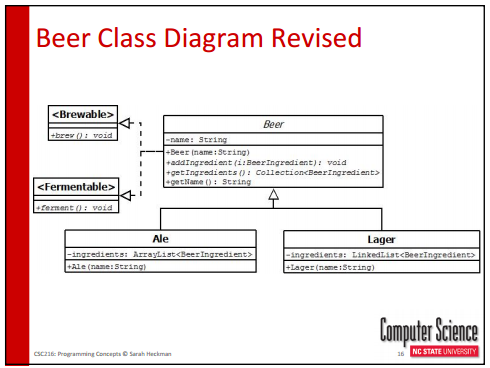 Beer Class Diagram Revised
<Brewable>
+brew(): void
<Fermentable>
+ferment(): void
Beer
-name: String
+Beer(name:String)
+addIngredient(i:BeerIngredient): void
+getIngredients(): Collection<BeerIngredient>
+getName(): String
Ale
-ingredients: ArrayList<BeerIngredient>
+Ale(name:String)
Lager
-ingredients: LinkedList<BeerIngredient>
+Lager(name:String)
Computer Science
NC STATE UNIVERSITY
CSC216: Programming Concepts © Sarah Heckman
16